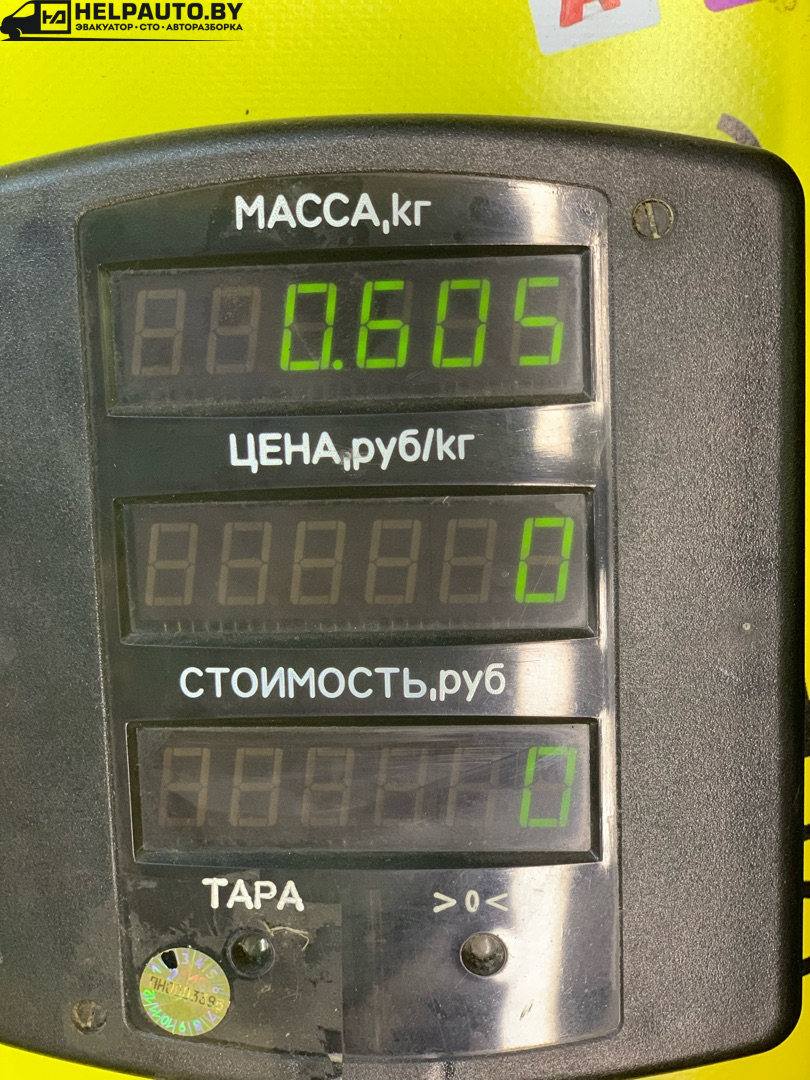 HELPAUTO.BY
ЭВАКУАТОР • СТО • АВТОРАЗБОРКА
МАССА,кг
0.605
ЦЕНА,руб/кг
0
СТОИМОСТЬ,руб
0
ТАРА >0<